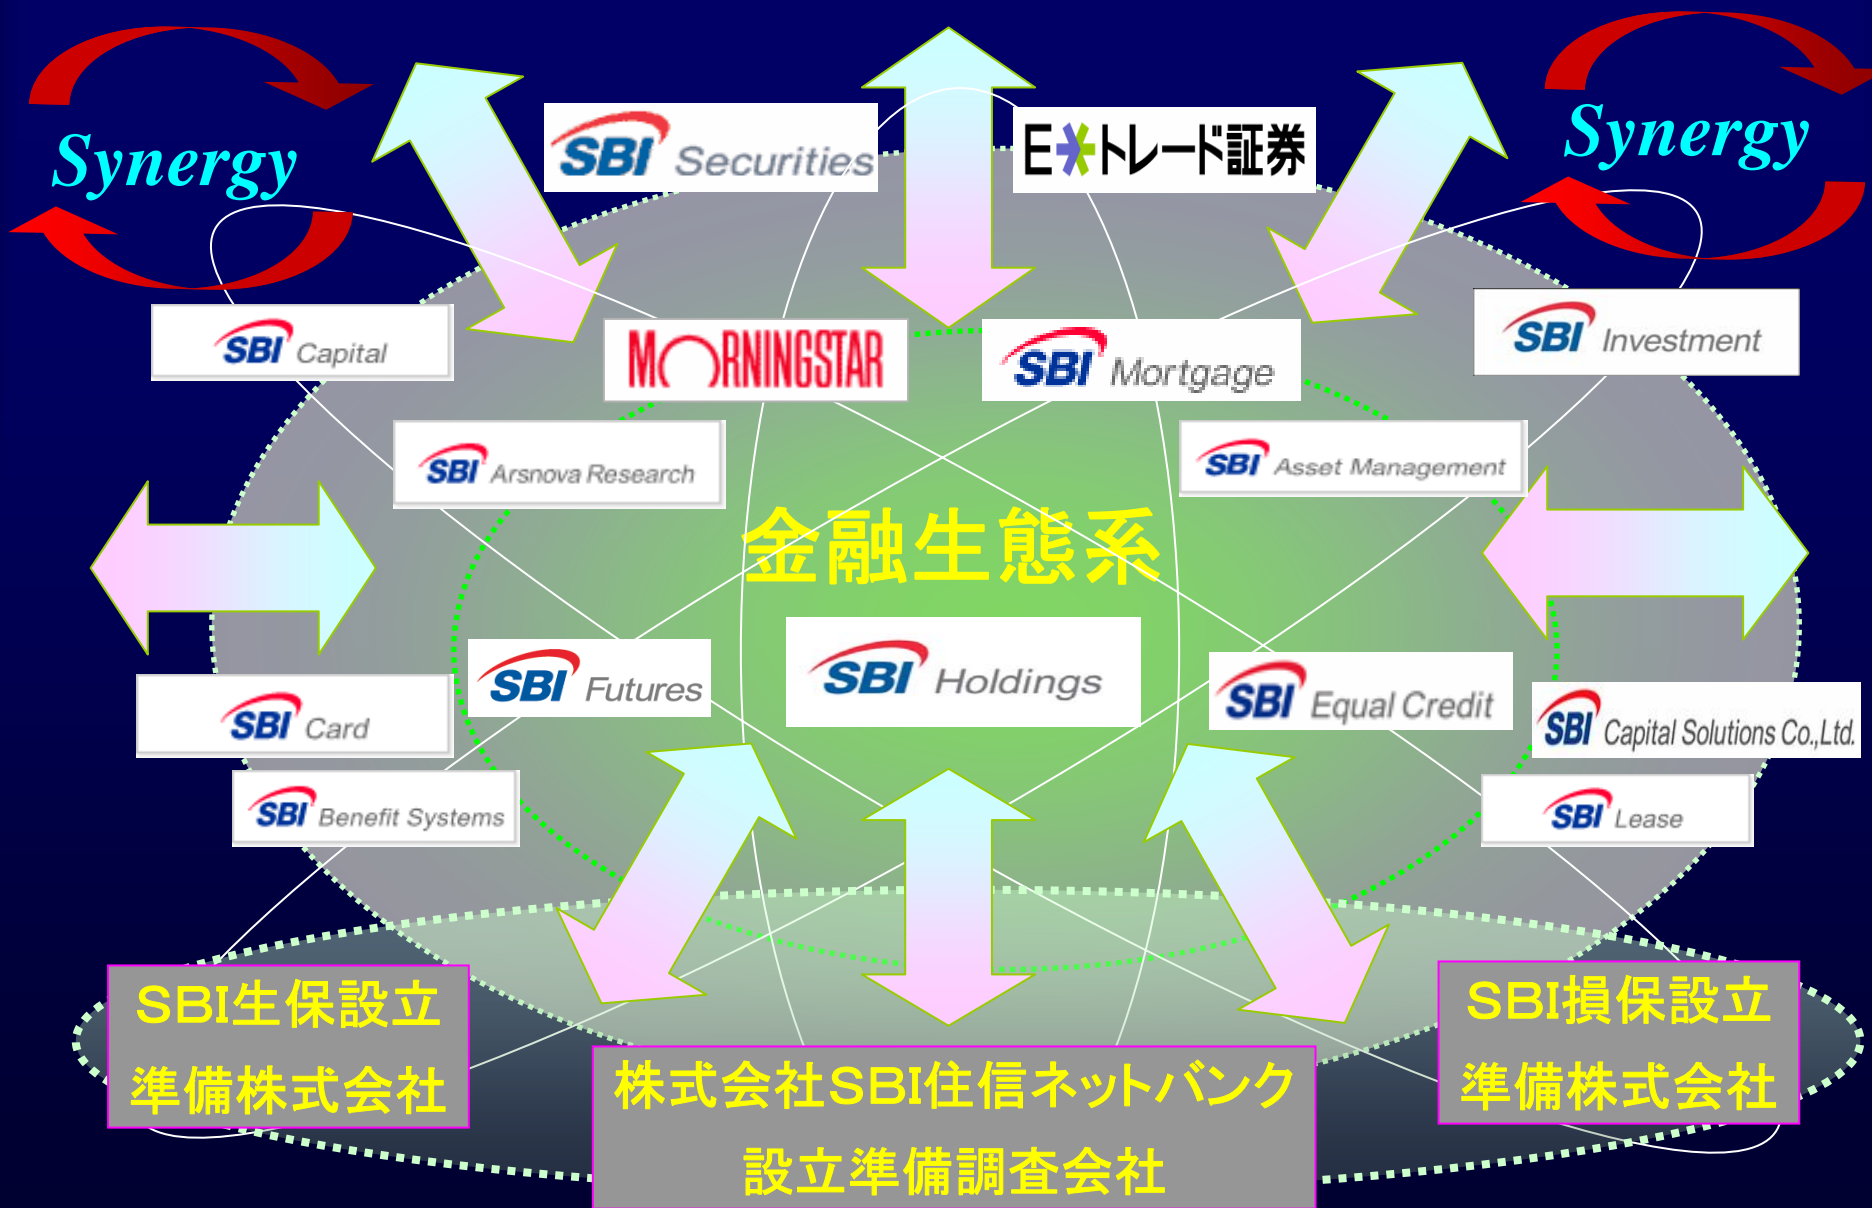 Synergy
Synergy
SBI Securities
E*トレード証券
SBI Capital
MORNINGSTAR
SBI Mortgage
SBI Investment
SBI Arsnova Research
SBI Asset Management
金融生態系
SBI Futures
SBI Holdings
SBI Equal Credit
SBI Card
SBI Capital Solutions Co.,Ltd.
SBI Benefit Systems
SBI Lease
SBI生保設立
準備株式会社
株式会社SBI住信ネットバンク
設立準備調査会社
SBI損保設立
準備株式会社